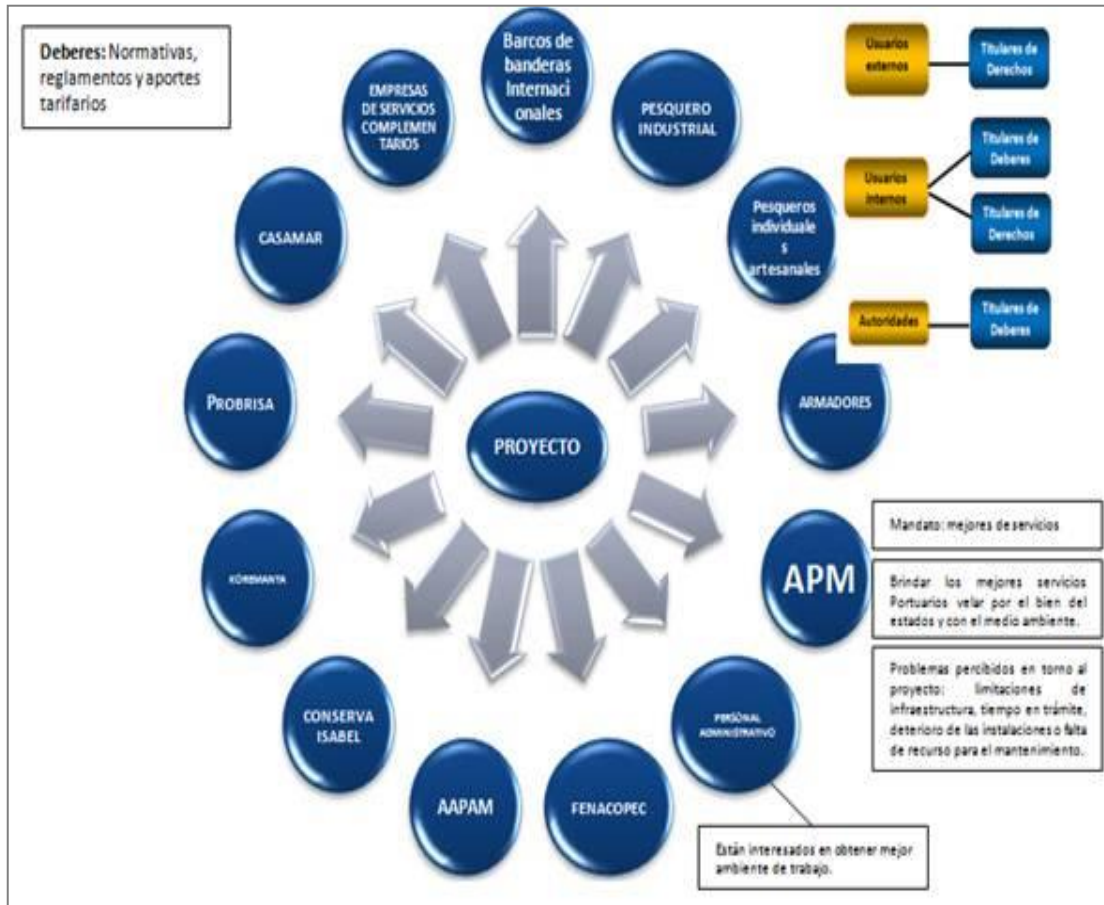 Deberes: Normativas,
reglamentos y aportes
tarifarios
EMPRESAS
DE SERVICIOS
COMPLEMEN
TARIOS
Barcos de
banderas
Internaci
onales
PESQUERO
INDUSTRIAL
Pesqueros
individuale
s
artesanales
Usuarios
externos
Titulares de
Derechos
Usuarios
internos
Titulares de
Deberes
Titulares de
Derechos
Autoridades
Titulares de
Deberes
CASAMAR
PROBRISA
PROYECTO
ARMADORES
KOREMANTA
APM
Mandato: mejores de servicios
Brindar los mejores servicios
Portuarios velar por el bien del
estados y con el medio ambiente.
Problemas percibidos en torno al
proyecto: limitaciones de
infraestructura, tiempo en trámite,
deterioro de las instalaciones o falta
de recurso para el mantenimiento.
CONSERVA
ISABEL
AAPAM
FENACOPEC
PERSONAL
ADMINISTRATIVO
Están interesados en obtener mejor
ambiente de trabajo.